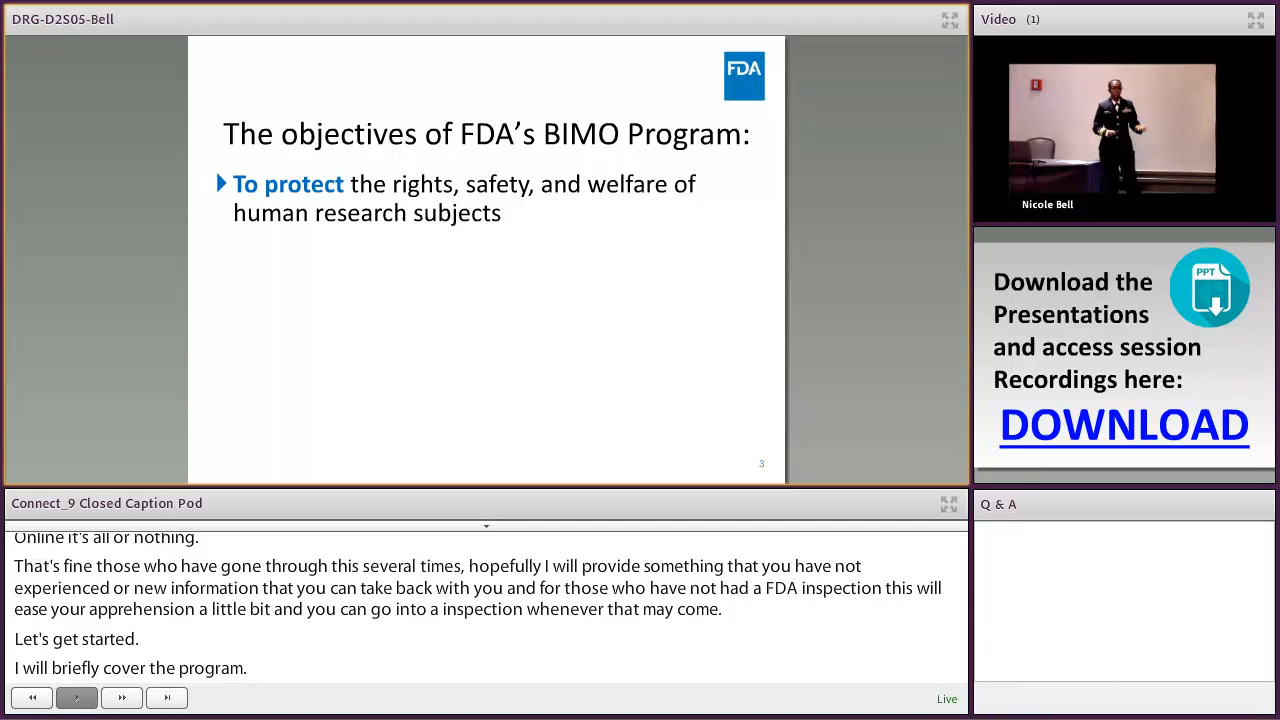 DRG-D2S05-Bell
FDA
The objectives of FDA's BIMO Program:
To protect the rights, safety, and welfare of
human research subjects
3
Video (1)
Nicole Bell
PPT
Download the
Presentations
and access session
Recordings here:
DOWNLOAD
Connect_9 Closed Caption Pod
Online it's all or nothing.
That's fine those who have gone through this several times, hopefully I will provide something that you have not
experienced or new information that you can take back with you and for those who have not had a FDA inspection this will
ease your apprehension a little bit and you can go into a inspection whenever that may come.
Let's get started.
I will briefly cover the program.
Live
Q & A